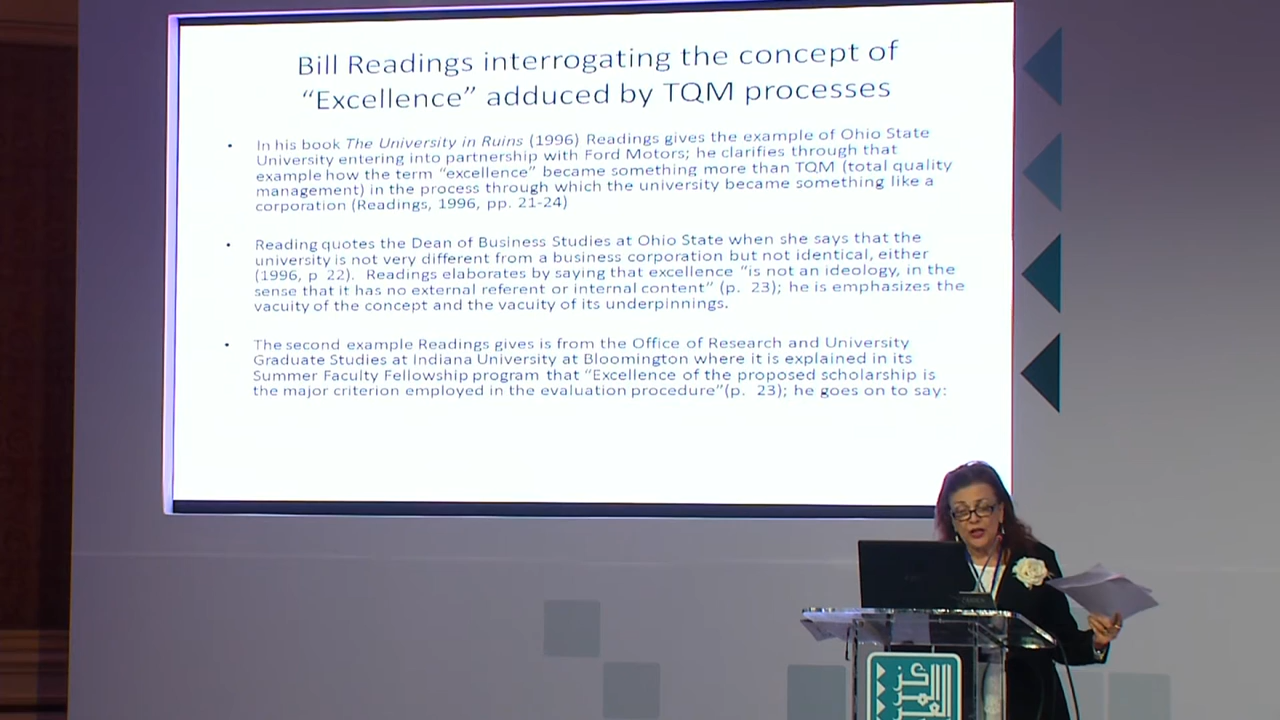 Bill Readings interrogating the concept of
“Excellence” adduced by TQM processes
• In his book The University in Ruins (1996) Readings gives the example of Ohio State
University entering into partnership with Ford Motors; he clarifies through that
example how the term “excellence” became something more than TQM (total quality
management) in the process through which the university became something like a
corporation (Readings, 1996, pp. 21-24)
• Reading quotes the Dean of Business Studies at Ohio State when she says that the
university is not very different from a business corporation but not identical, either
(1996, p 22). Readings elaborates by saying that excellence “is not an ideology, in the
sense that it has no external referent or internal content” (p. 23); he is emphasizes the
vacuity of the concept and the vacuity of its underpinnings.
• The second example Readings gives is from the Office of Research and University
Graduate Studies at Indiana University at Bloomington where it is explained in its
Summer Faculty Fellowship program that “Excellence of the proposed scholarship is
the major criterion employed in the evaluation procedure”(p. 23); he goes on to say: